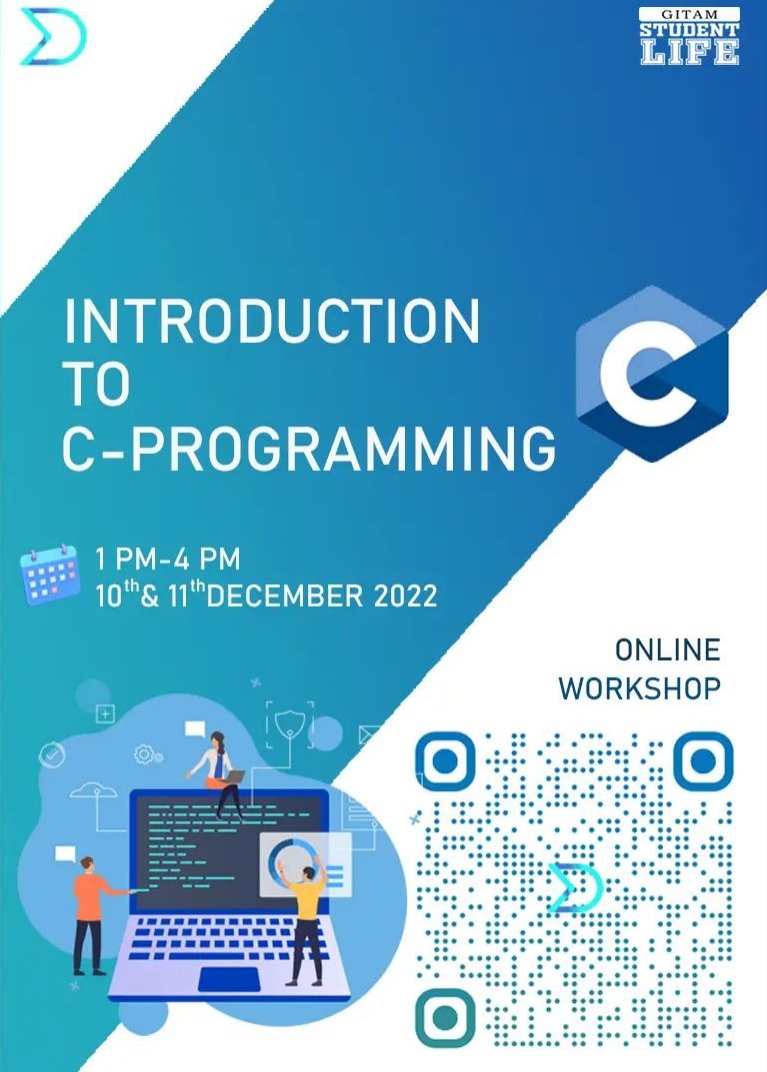 GITAM
STUDENT
LIFE
INTRODUCTION
TO
C-PROGRAMMING
C
1 PM-4 PM
10th& 11thDECEMBER 2022
ONLINE
WORKSHOP